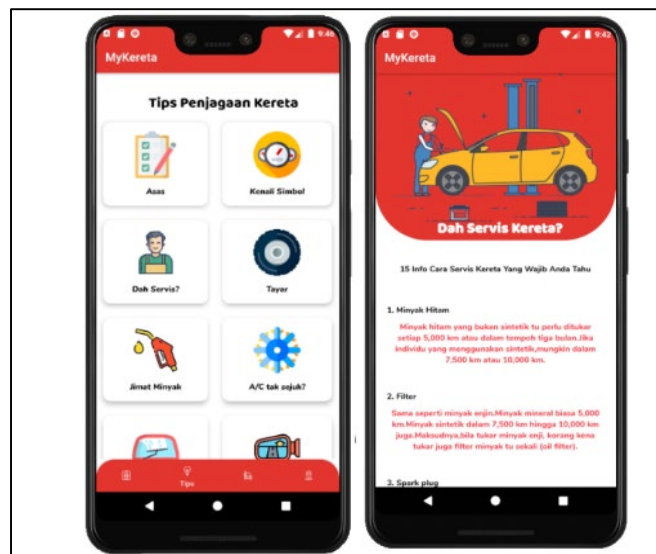 9:46
MyKereta
Tips Penjagaan Kereta
Asas
Kenali Simbol
Dah Servis?
Tayar
Jimat Minyak
A/C tak sejuk?
Tips
9:42
MyKereta
Dah Servis Kereta?
15 Info Cara Servis Kereta Yang Wajib Anda Tahu
1. Minyak Hitam
Minyak hitam yang bukan sintetik tu perlu ditukar
setiap 5,000 km atau dalam tempoh tiga bulan.Jika
individu yang menggunakan sintetik,mungkin dalam
7,500 km atau 10,000 km.
2. Filter
Sama seperti minyak enjin.Minyak mineral biasa 5,000
km.Minyak sintetik dalam 7,500 km hingga 10,000 km
juga.Maksudnya,bila tukar minyak enji, korang kena
tukar juga filter minyak tu sekali (oil filter).
3. Spark plug